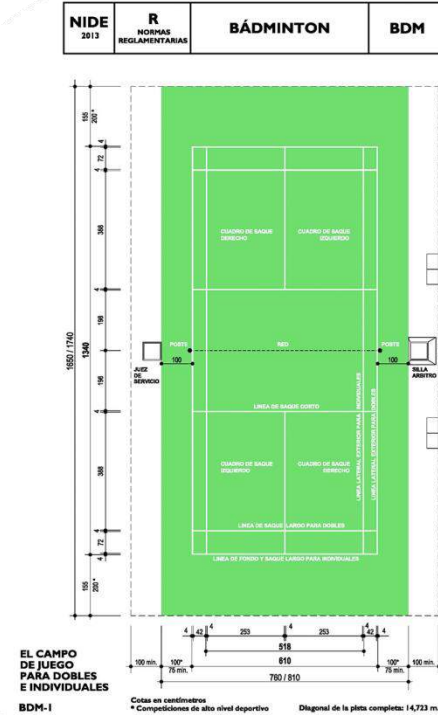 NIDE
2013
R
NORMAS
REGLAMENTARIAS
BÁDMINTON
BDM
155
200*
4
72
4
388
4
198
1650 / 1740
1340
198
4
388
4
72
4
155
200*
CUADRO DE SAQUE
DERECHO
CUADRO DE SAQUE
IZQUIERDO
POSTE
RED
POSTE
100
100
JUEZ
DE
SERVICIO
SILLA
ARBITRO
LINEA DE SAQUE CORTO
CUADRO DE SAQUE
IZQUIERDO
CUADRO DE SAQUE
DERECHO
LINEA LATERAL EXTERIOR PARA INDIVIDUALES
LINEA LATERAL EXTERIOR PARA DOBLES
LINEA DE SAQUE LARGO PARA DOBLES
LINEA DE FONDO Y SAQUE LARGO PARA INDIVIDUALES
4 42 4 253 4 253 4 42 4
518
100 min. 100* 610 100* 100 min.
75 min. 75 min.
760 / 810
EL CAMPO
DE JUEGO
PARA DOBLES
E INDIVIDUALES
BDM-1
Cotas en centímetros
* Competiciones de alto nivel deportivo
Diagonal de la pista completa: 14,723 m